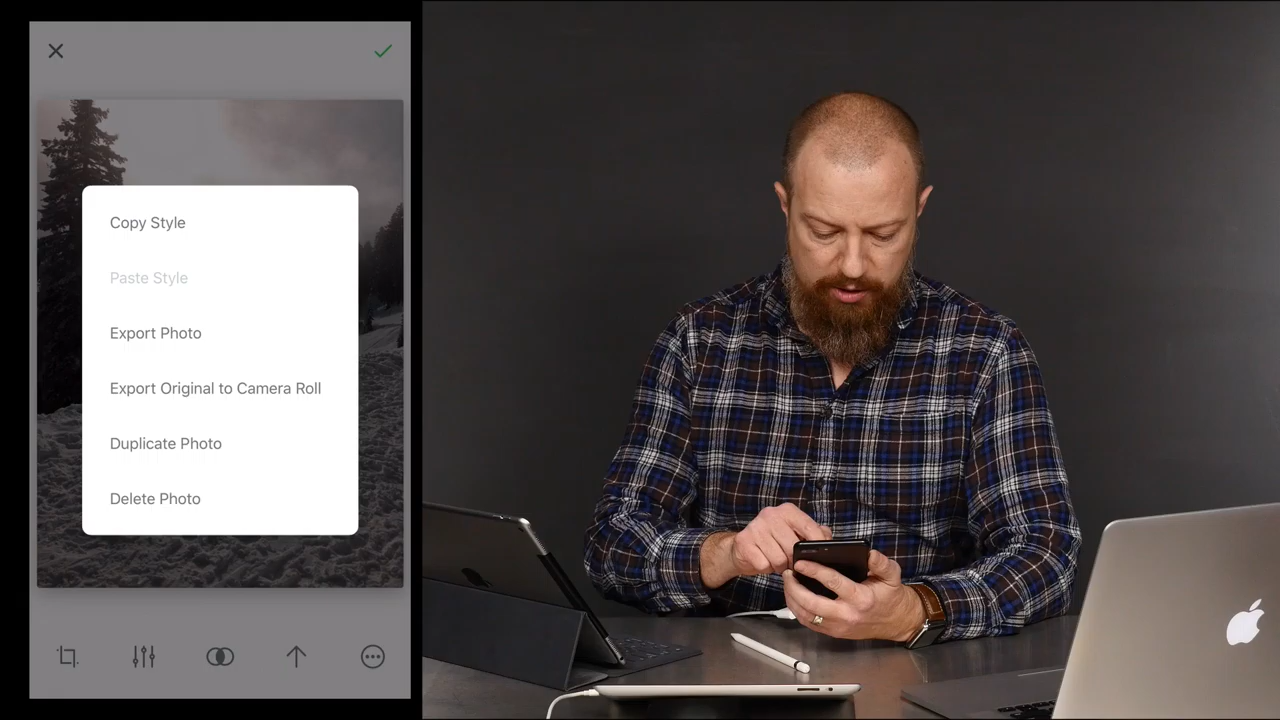 Copy Style
Paste Style
Export Photo
Export Original to Camera Roll
Duplicate Photo
Delete Photo